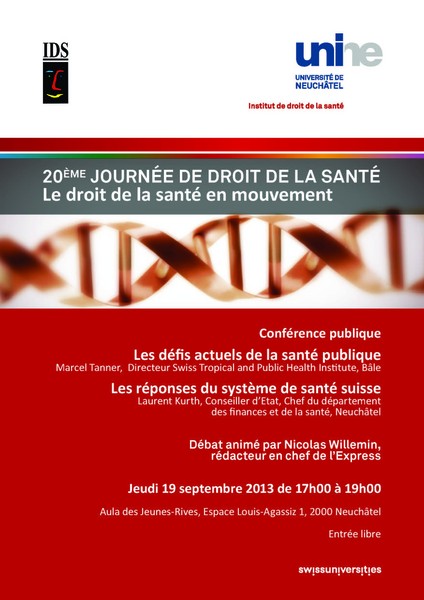 IDS
unine
UNIVERSITÉ DE
NEUCHÂTEL
Institut de droit de la santé
20ÈME JOURNÉE DE DROIT DE LA SANTÉ
Le droit de la santé en mouvement
Conférence publique
Les défis actuels de la santé publique
Marcel Tanner, Directeur Swiss Tropical and Public Health Institute, Bâle
Les réponses du système de santé suisse
Laurent Kurth, Conseiller d'Etat, Chef du département
des finances et de la santé, Neuchâtel
Débat animé par Nicolas Willemin,
rédacteur en chef de l'Express
Jeudi 19 septembre 2013 de 17h00 à 19h00
Aula des Jeunes-Rives, Espace Louis-Agassiz 1, 2000 Neuchâtel
Entrée libre
swissuniversities